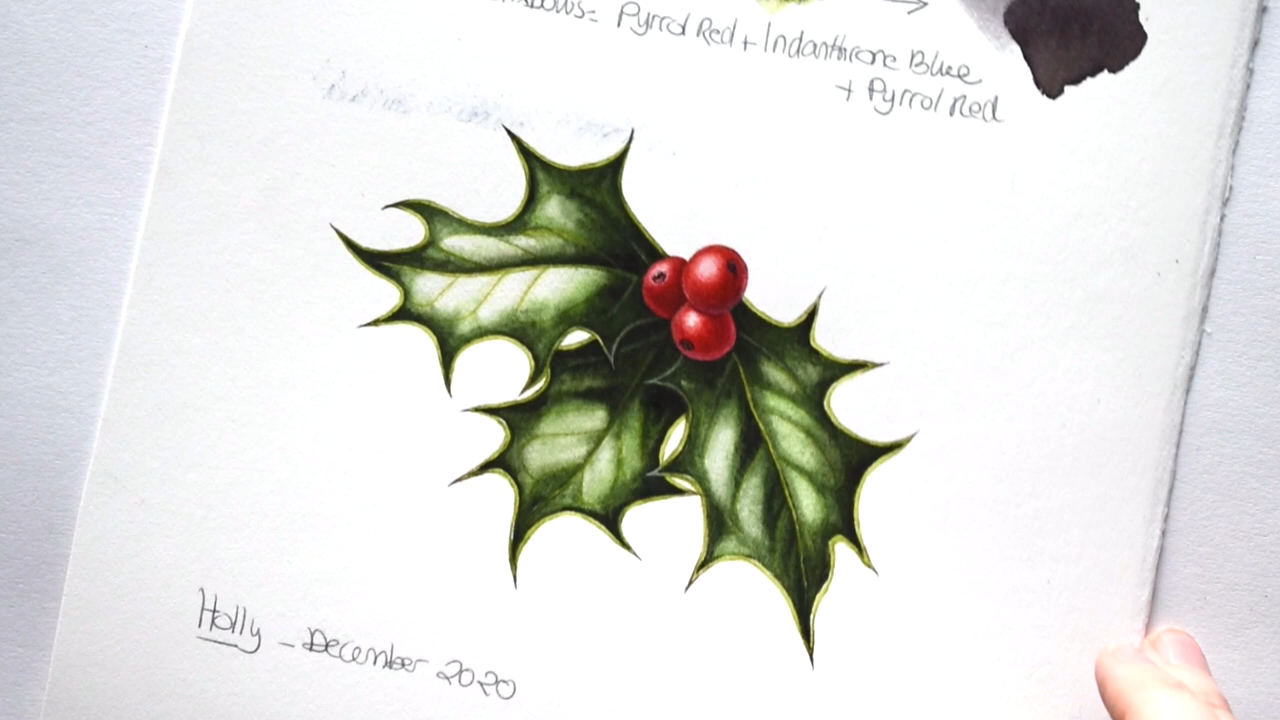 = Pyrrol Red + Indanthrone Blue
+ Pyrrol Red
Holly - December 2020